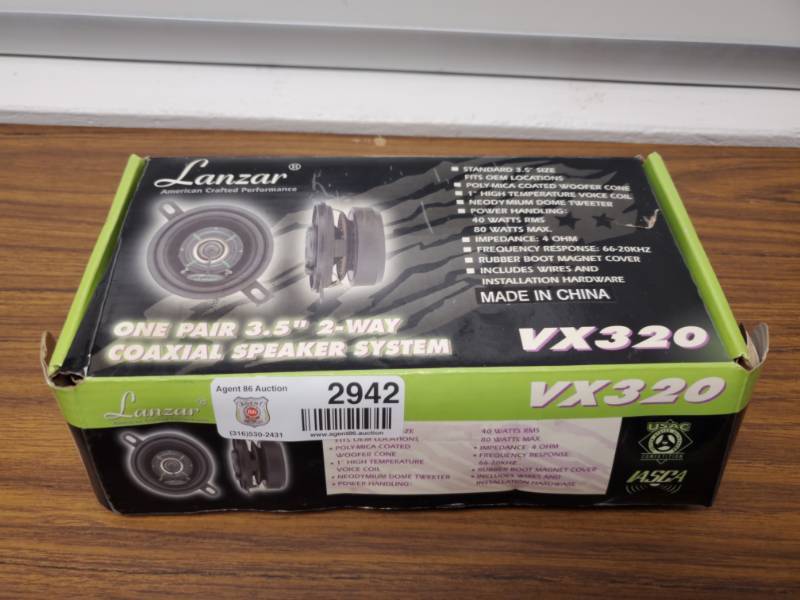 Lanzar®
American Crafted Performance
■ STANDARD 3.5" SIZE
FITS OEM LOCATIONS
■ POLY-MICA COATED WOOFER CONE
■ 1" HIGH TEMPERATURE VOICE COIL
■ NEODYMIUM DOME TWEETER
■ POWER HANDLING:
40 WATTS RMS
80 WATTS MAX.
■ IMPEDANCE: 4 OHM
■ FREQUENCY RESPONSE: 66-20KHZ
■ RUBBER BOOT MAGNET COVER
■ INCLUDES WIRES AND
INSTALLATION HARDWARE
MADE IN CHINA
ONE PAIR 3.5" 2-WAY
COAXIAL SPEAKER SYSTEM
VX320
Lanzar®
Agent 86 Auction
86
(316)530-2431
2942
www.agent86.auction
VX320
SIZE
FITS OEM LOCATIONS
• POLY-MICA COATED
WOOFER CONE
• 1" HIGH TEMPERATURE
VOICE COIL
• NEODYMIUM DOME TWEETER
• POWER HANDLING:
40 WATTS RMS
80 WATTS MAX.
• IMPEDANCE: 4 OHM
• FREQUENCY RESPONSE:
66-20KHZ
• RUBBER BOOT MAGNET COVER
• INCLUDES WIRES AND
INSTALLATION HARDWARE
USAC
COMPETITION
IASCA